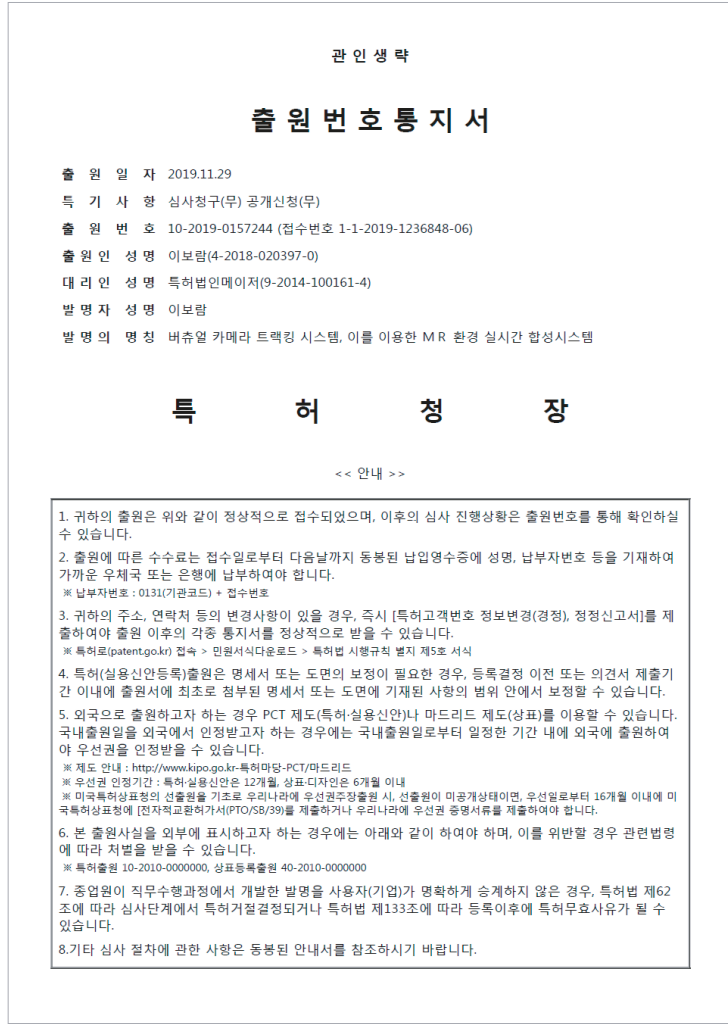 관 인 생 략
출 원 번 호 통 지 서
출 원 일 자 2019.11.29
특 기 사 항 심사청구(무) 공개신청(무)
출 원 번 호 10-2019-0157244 (접수번호 1-1-2019-1236848-06)
출 원 인 성 명 이보람(4-2018-020397-0)
대 리 인 성 명 특허법인메이저(9-2014-100161-4)
발 명 자 성 명 이보람
발 명 의 명 칭 버츄얼 카메라 트랙킹 시스템, 이를 이용한 M R 환경 실시간 합성시스템
특 허 청 장
<< 안내 >>
1. 귀하의 출원은 위와 같이 정상적으로 접수되었으며, 이후의 심사 진행상황은 출원번호를 통해 확인하실
수 있습니다.
2. 출원에 따른 수수료는 접수일로부터 다음날까지 동봉된 납입영수증에 성명, 납부자번호 등을 기재하여
가까운 우체국 또는 은행에 납부하여야 합니다.
※ 납부자번호 : 0131(기관코드) + 접수번호
3. 귀하의 주소, 연락처 등의 변경사항이 있을 경우, 즉시 [특허고객번호 정보변경(경정), 정정신고서]를 제
출하여야 출원 이후의 각종 통지서를 정상적으로 받을 수 있습니다.
※ 특허로(patent.go.kr) 접속 > 민원서식다운로드 > 특허법 시행규칙 별지 제5호 서식
4. 특허(실용신안등록)출원은 명세서 또는 도면의 보정이 필요한 경우, 등록결정 이전 또는 의견서 제출기
간 이내에 출원서에 최초로 첨부된 명세서 또는 도면에 기재된 사항의 범위 안에서 보정할 수 있습니다.
5. 외국으로 출원하고자 하는 경우 PCT 제도(특허·실용신안)나 마드리드 제도(상표)를 이용할 수 있습니다.
국내출원일을 외국에서 인정받고자 하는 경우에는 국내출원일로부터 일정한 기간 내에 외국에 출원하여
야 우선권을 인정받을 수 있습니다.
※ 제도 안내 : http://www.kipo.go.kr-특허마당-PCT/마드리드
※ 우선권 인정기간 : 특허·실용신안은 12개월, 상표·디자인은 6개월 이내
※ 미국특허상표청의 선출원을 기초로 우리나라에 우선권주장출원 시, 선출원이 미공개상태이면, 우선일로부터 16개월 이내에 미
국특허상표청에 [전자적교환허가서(PTO/SB/39)를 제출하거나 우리나라에 우선권 증명서류를 제출하여야 합니다.
6. 본 출원사실을 외부에 표시하고자 하는 경우에는 아래와 같이 하여야 하며, 이를 위반할 경우 관련법령
에 따라 처벌을 받을 수 있습니다.
※ 특허출원 10-2010-0000000, 상표등록출원 40-2010-0000000
7. 종업원이 직무수행과정에서 개발한 발명을 사용자(기업)가 명확하게 승계하지 않은 경우, 특허법 제62
조에 따라 심사단계에서 특허거절결정되거나 특허법 제133조에 따라 등록이후에 특허무효사유가 될 수
있습니다.
8.기타 심사 절차에 관한 사항은 동봉된 안내서를 참조하시기 바랍니다.